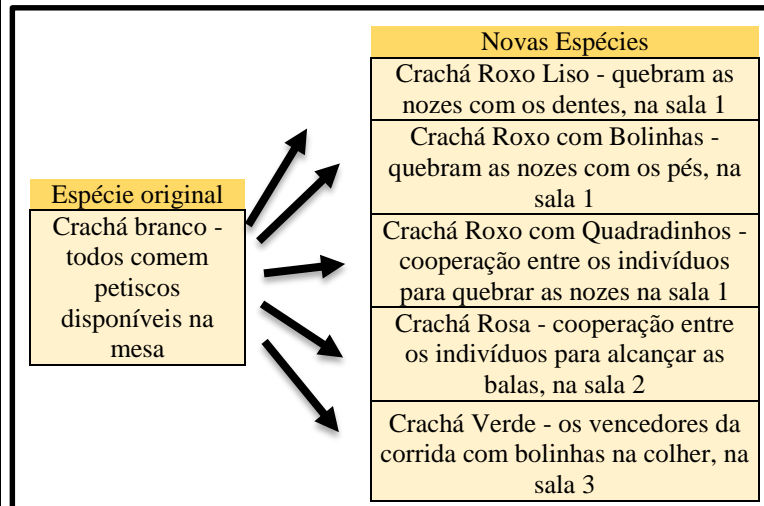 Novas Espécies
Crachá Roxo Liso - quebram as
nozes com os dentes, na sala 1
Crachá Roxo com Bolinhas -
quebram as nozes com os pés, na
sala 1
Crachá Roxo com Quadradinhos -
cooperação entre os indivíduos
para quebrar as nozes na sala 1
Crachá Rosa - cooperação entre
os indivíduos para alcançar as
balas, na sala 2
Crachá Verde - os vencedores da
corrida com bolinhas na colher, na
sala 3
Espécie original
Crachá branco -
todos comem
petiscos
disponíveis na
mesa